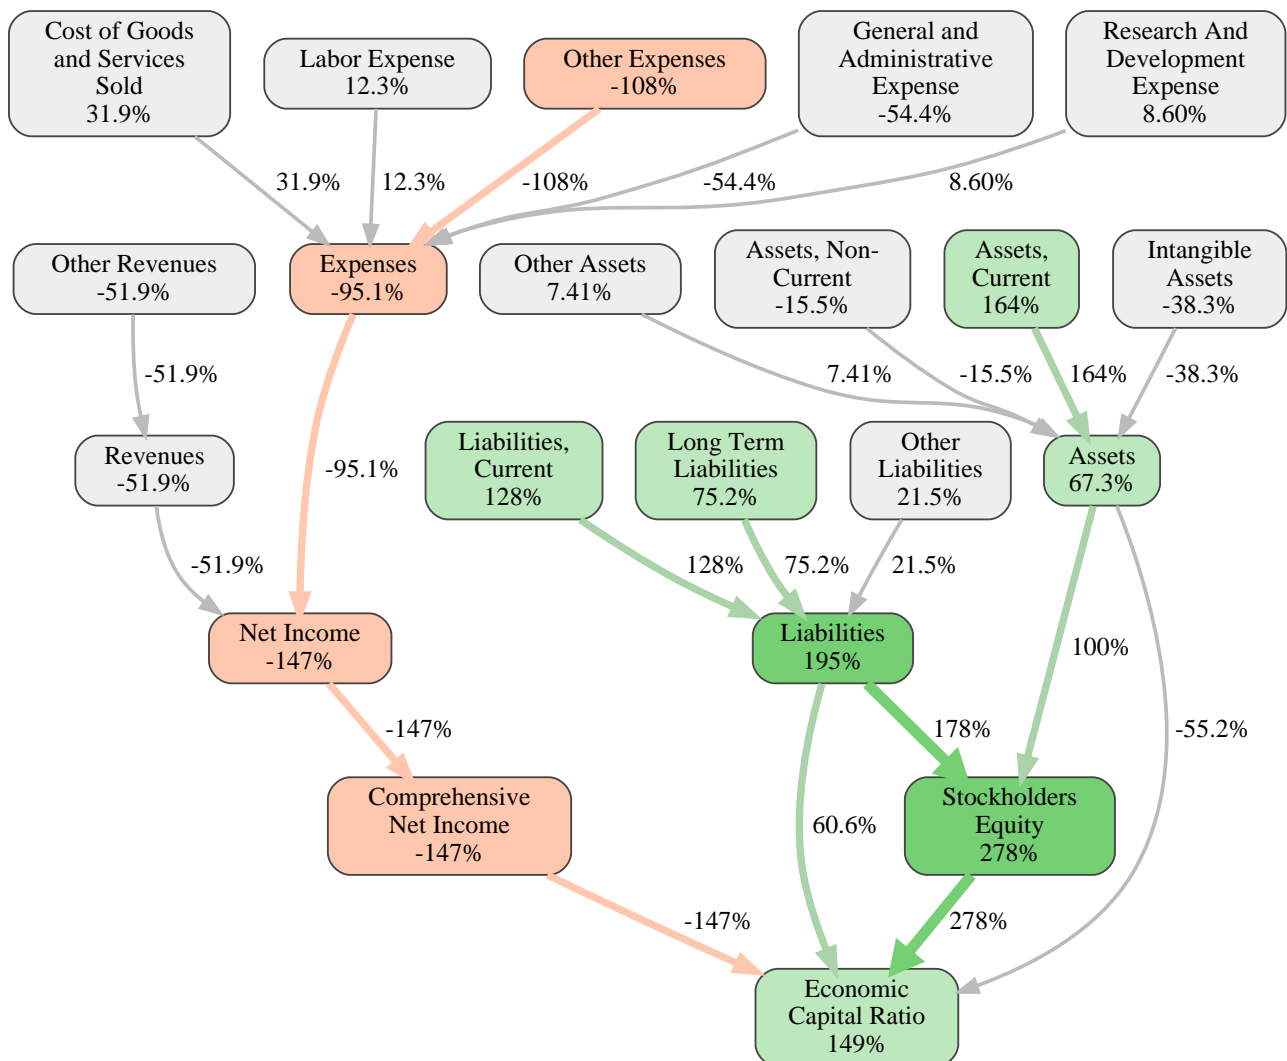 Cost of Goods
and Services
Sold
31.9%
Labor Expense
12.3%
Other Expenses
-108%
General and
Administrative
Expense
-54.4%
Research And
Development
Expense
8.60%
31.9%
12.3%
-108%
-54.4%
8.60%
Other Revenues
-51.9%
Expenses
-95.1%
Other Assets
7.41%
Assets, Non-
Current
-15.5%
Assets,
Current
164%
Intangible
Assets
-38.3%
-51.9%
7.41%
-15.5%
164%
-38.3%
Revenues
-51.9%
-95.1%
Liabilities,
Current
128%
Long Term
Liabilities
75.2%
Other
Liabilities
21.5%
Assets
67.3%
-51.9%
128%
75.2%
21.5%
Net Income
-147%
Liabilities
195%
100%
-147%
178%
-55.2%
Comprehensive
Net Income
-147%
60.6%
Stockholders
Equity
278%
-147%
278%
Economic
Capital Ratio
149%